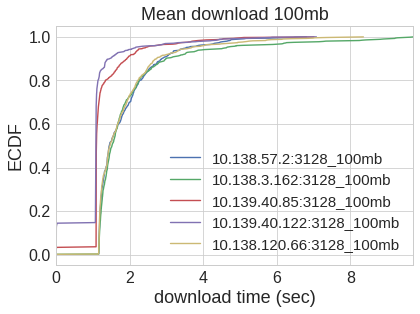 Mean download 100mb
ECDF
1.0
0.8
0.6
0.4
0.2
0.0
10.138.57.2:3128_100mb
10.138.3.162:3128_100mb
10.139.40.85:3128_100mb
10.139.40.122:3128_100mb
10.138.120.66:3128_100mb
0 2 4 6 8
download time (sec)